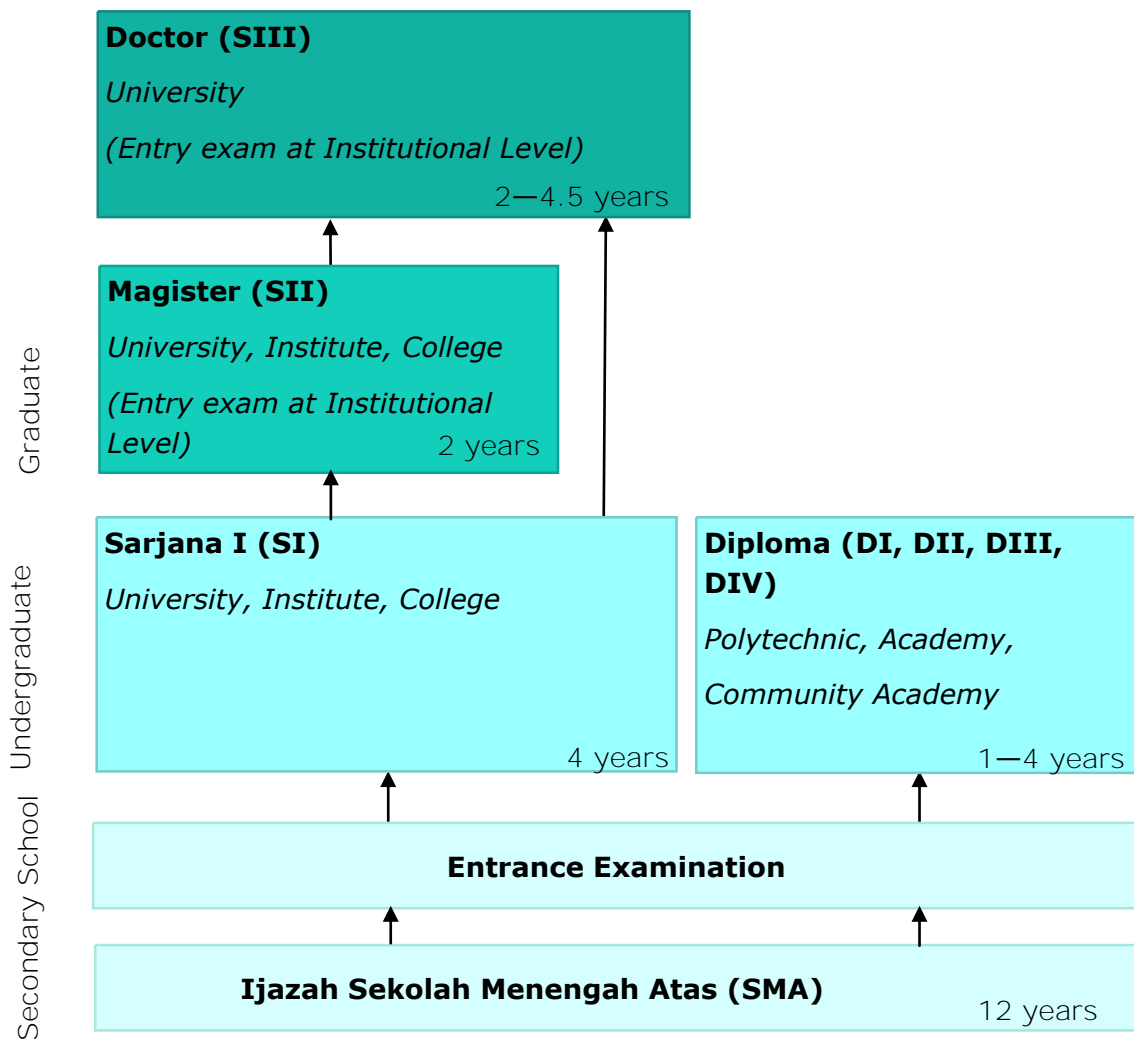 Doctor (SIII)
University
(Entry exam at Institutional Level)
2—4.5 years
Graduate
Magister (SII)
University, Institute, College
(Entry exam at Institutional
Level)
2 years
Undergraduate
Sarjana I (SI)
University, Institute, College
4 years
Diploma (DI, DII, DIII,
DIV)
Polytechnic, Academy,
Community Academy
1—4 years
Secondary School
Entrance Examination
Ijazah Sekolah Menengah Atas (SMA)
12 years